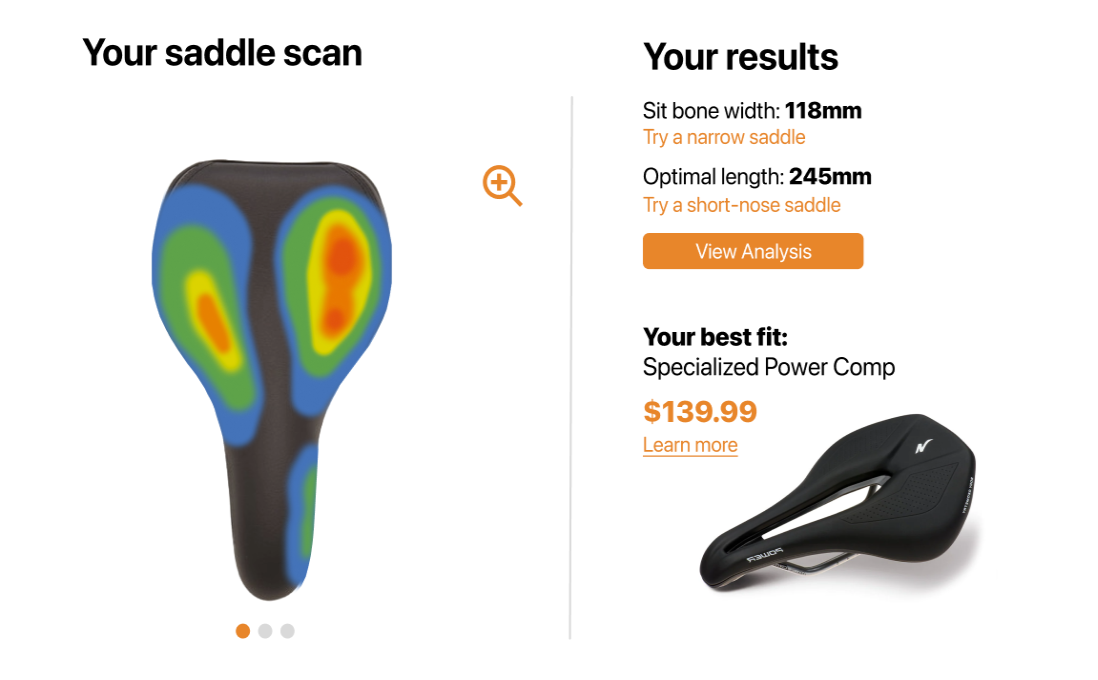 Your saddle scan
Your results
Sit bone width: 118mm
Try a narrow saddle
Optimal length: 245mm
Try a short-nose saddle
View Analysis
Your best fit:
Specialized Power Comp
$139.99
Learn more
POWER